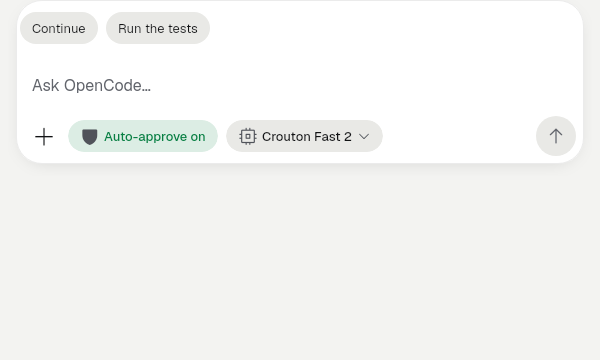 Continue
Run the tests
Ask OpenCode...
Auto-approve on
Crouton Fast 2